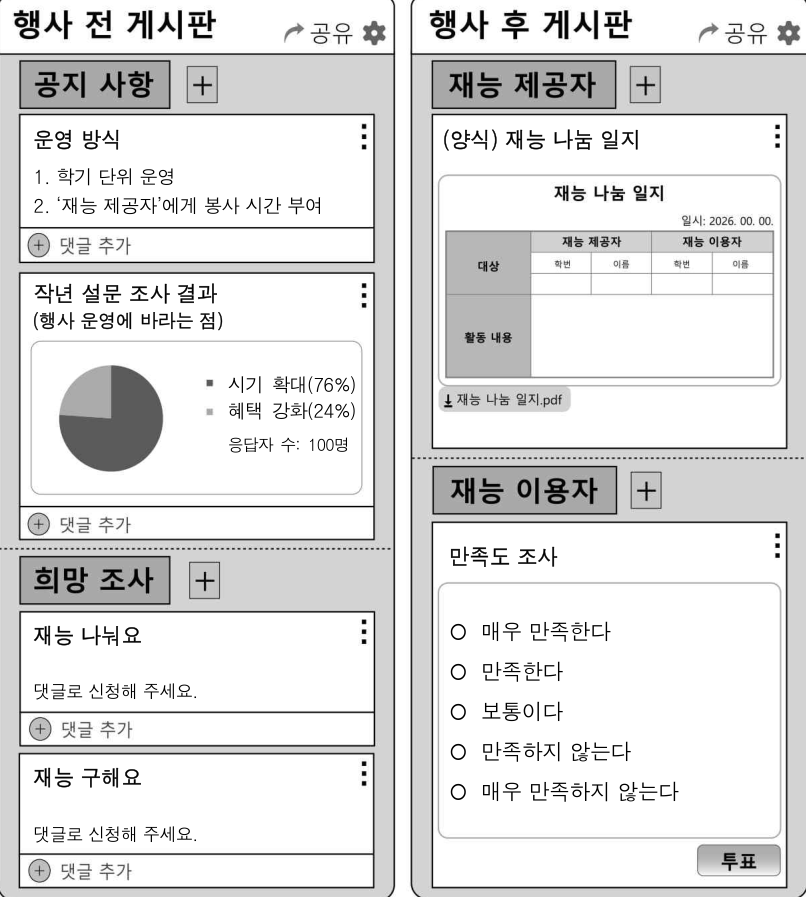 행사 전 게시판
공유
공지 사항
운영 방식
1. 학기 단위 운영
2. ‘재능 제공자’에게 봉사 시간 부여
댓글 추가
작년 설문 조사 결과
(행사 운영에 바라는 점)
시기 확대(76%)
혜택 강화(24%)
응답자 수: 100명
댓글 추가
희망 조사
재능 나눠요
댓글로 신청해 주세요.
댓글 추가
재능 구해요
댓글로 신청해 주세요.
댓글 추가
행사 후 게시판
공유
재능 제공자
(양식) 재능 나눔 일지
재능 나눔 일지
일시: 2026. 00. 00.
대상
재능 제공자
재능 이용자
학번
이름
학번
이름
활동 내용
재능 나눔 일지.pdf
재능 이용자
만족도 조사
매우 만족한다
만족한다
보통이다
만족하지 않는다
매우 만족하지 않는다
투표